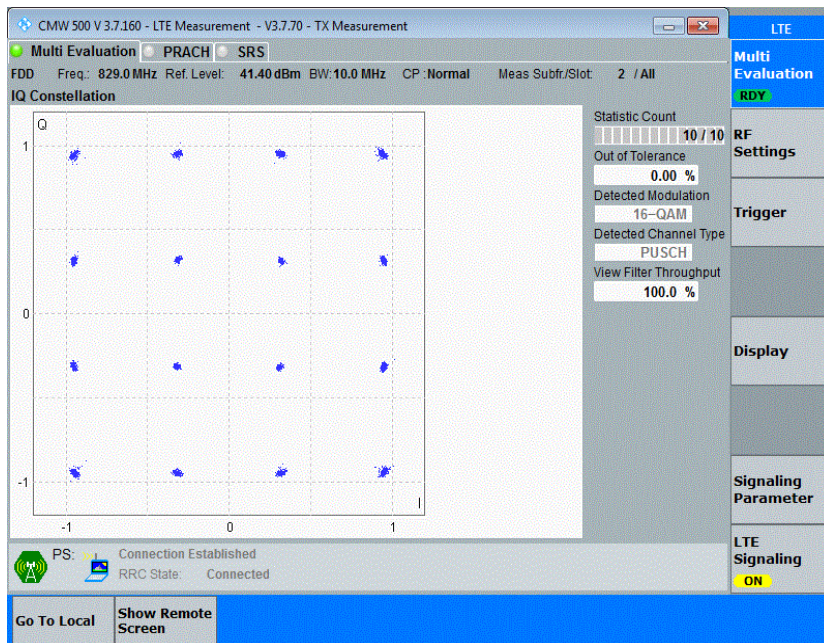 CMW 500 V 3.7.160 - LTE Measurement - V3.7.70 - TX Measurement
LTE
Multi Evaluation PRACH SRS
Multi
Evaluation
RDY
FDD Freq.: 829.0 MHz Ref. Level: 41.40 dBm BW: 10.0 MHz CP : Normal Meas Subfr./Slot: 2 / All
IQ Constellation
Q
1
0
-1
I
-1 0 1
Statistic Count
10 / 10
Out of Tolerance
0.00 %
Detected Modulation
16-QAM
Detected Channel Type
PUSCH
View Filter Throughput
100.0 %
RF
Settings
Trigger
Display
Signaling
Parameter
LTE
Signaling
ON
PS: Connection Established
RRC State: Connected
Go To Local
Show Remote
Screen